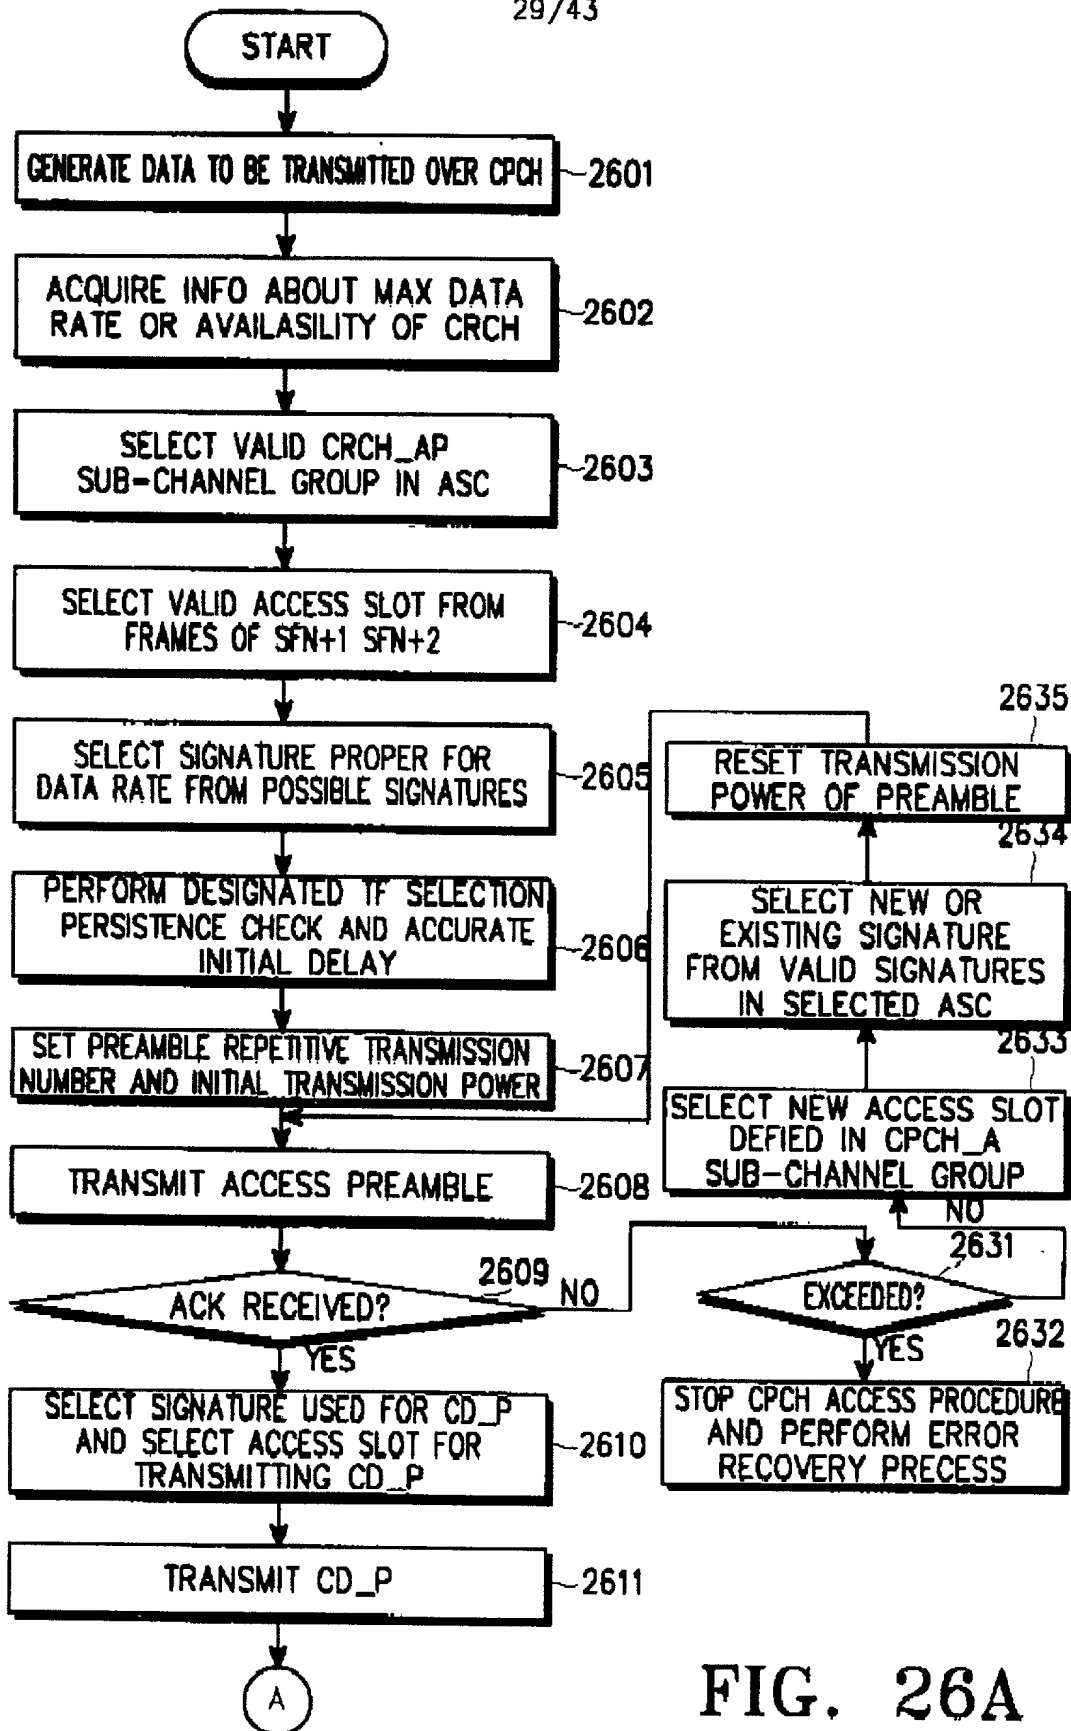 29/43
START
GENERATE DATA TO BE TRANSMITTED OVER CPCH
2601
ACQUIRE INFO ABOUT MAX DATA
RATE OR AVAILASILITY OF CRCH
2602
SELECT VALID CRCH_AP
SUB-CHANNEL GROUP IN ASC
2603
SELECT VALID ACCESS SLOT FROM
FRAMES OF SFN+1 SFN+2
2604
SELECT SIGNATURE PROPER FOR
DATA RATE FROM POSSIBLE SIGNATURES
2605
PERFORM DESIGNATED TF SELECTION
PERSISTENCE CHECK AND ACCURATE
INITIAL DELAY
2606
SET PREAMBLE REPETITIVE TRANSMISSION
NUMBER AND INITIAL TRANSMISSION POWER
2607
TRANSMIT ACCESS PREAMBLE
2608
2609
ACK RECEIVED?
NO
YES
SELECT SIGNATURE USED FOR CD_P
AND SELECT ACCESS SLOT FOR
TRANSMITTING CD_P
2610
TRANSMIT CD_P
2611
A
2635
RESET TRANSMISSION
POWER OF PREAMBLE
2634
SELECT NEW OR
EXISTING SIGNATURE
FROM VALID SIGNATURES
IN SELECTED ASC
2633
SELECT NEW ACCESS SLOT
DEFIED IN CPCH_A
SUB-CHANNEL GROUP
NO
2631
EXCEEDED?
YES
2632
STOP CPCH ACCESS PROCEDURE
AND PERFORM ERROR
RECOVERY PRECESS
FIG. 26A